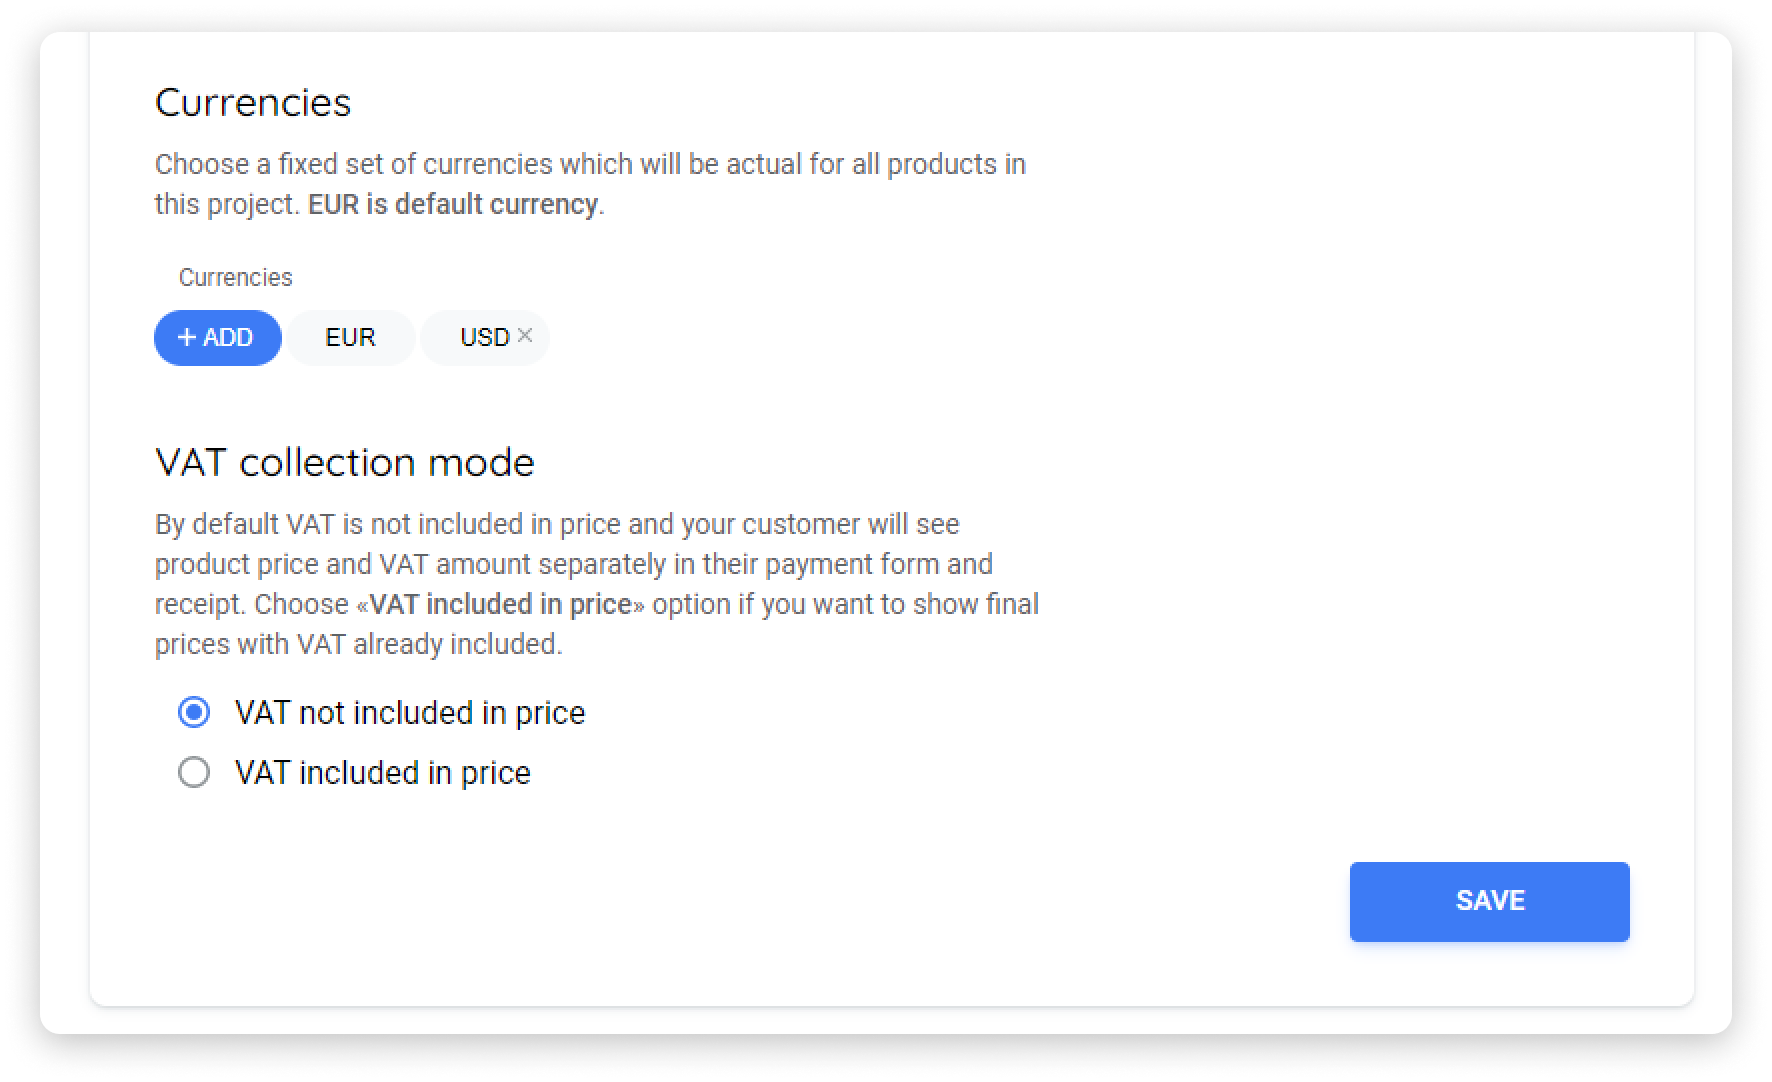 Currencies
Choose a fixed set of currencies which will be actual for all products in
this project. EUR is default currency.
Currencies
+ ADD EUR USD ×
VAT collection mode
By default VAT is not included in price and your customer will see
product price and VAT amount separately in their payment form and
receipt. Choose «VAT included in price» option if you want to show final
prices with VAT already included.
VAT not included in price
VAT included in price
SAVE